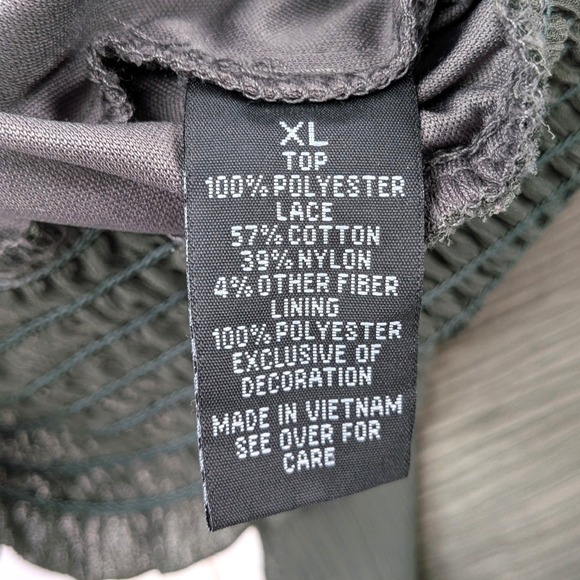 XL
TOP
100% POLYESTER
LACE
57% COTTON
39% NYLON
4% OTHER FIBER
LINING
100% POLYESTER
EXCLUSIVE OF
DECORATION
MADE IN VIETNAM
SEE OVER FOR
CARE